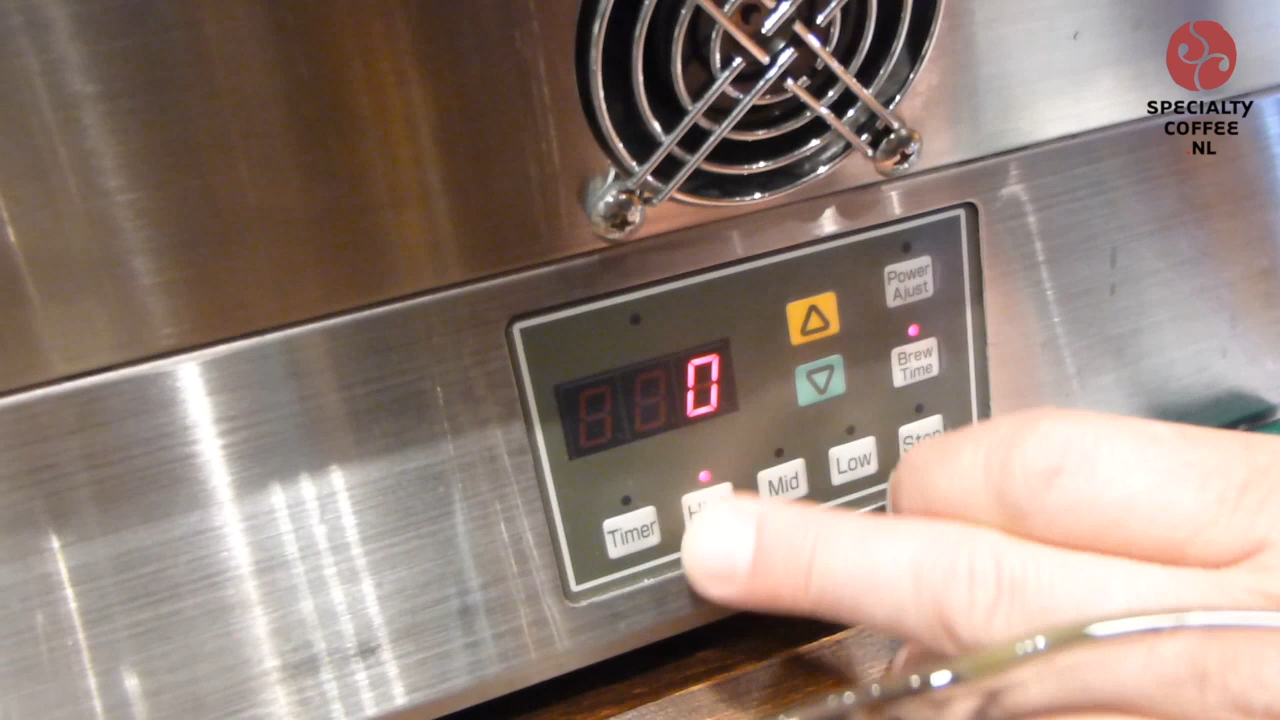 SPECIALTY
COFFEE
.NL
Power
Ajust
0
Brew
Time
Low
Mid
Timer